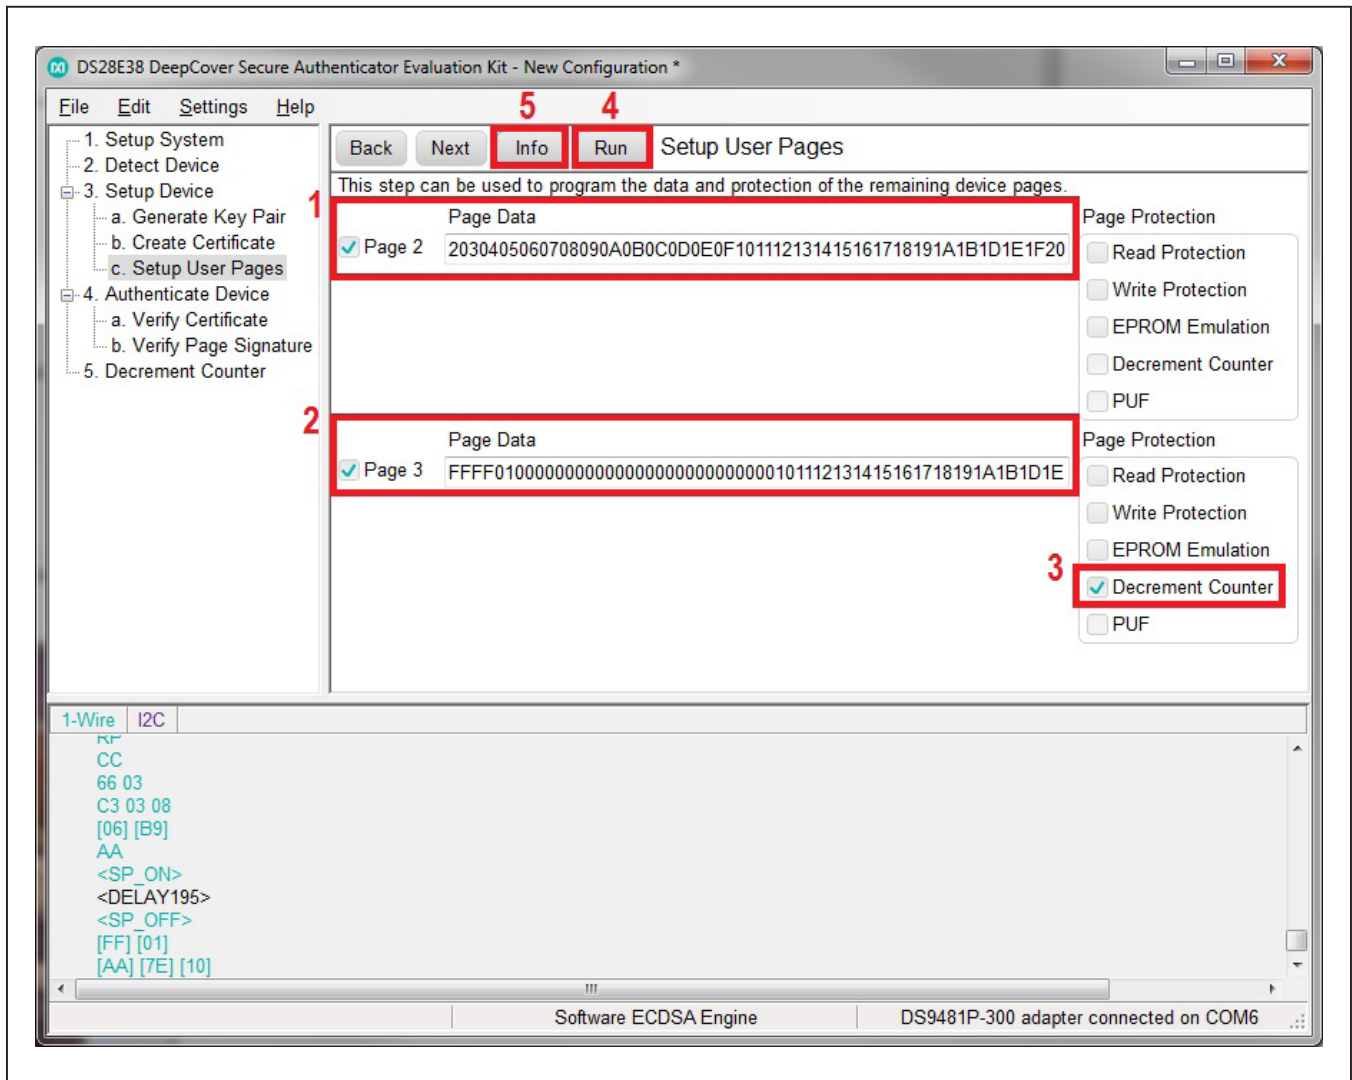 DS28E38 DeepCover Secure Authenticator Evaluation Kit - New Configuration *
File Edit Settings Help
5 4
1. Setup System
2. Detect Device
3. Setup Device
a. Generate Key Pair
b. Create Certificate
c. Setup User Pages
4. Authenticate Device
a. Verify Certificate
b. Verify Page Signature
5. Decrement Counter
Back Next Info Run Setup User Pages
This step can be used to program the data and protection of the remaining device pages.
1
Page Data
Page 2 2030405060708090A0B0C0D0E0F101112131415161718191A1B1D1E1F20
Page Protection
Read Protection
Write Protection
EPROM Emulation
Decrement Counter
PUF
2
Page Data
Page 3 FFFF0100000000000000000000000000101112131415161718191A1B1D1E
Page Protection
Read Protection
Write Protection
EPROM Emulation
3
Decrement Counter
PUF
1-Wire I2C
RP
CC
66 03
C3 03 08
[06] [B9]
AA
<SP_ON>
<DELAY195>
<SP_OFF>
[FF] [01]
[AA] [7E] [10]
Software ECDSA Engine DS9481P-300 adapter connected on COM6